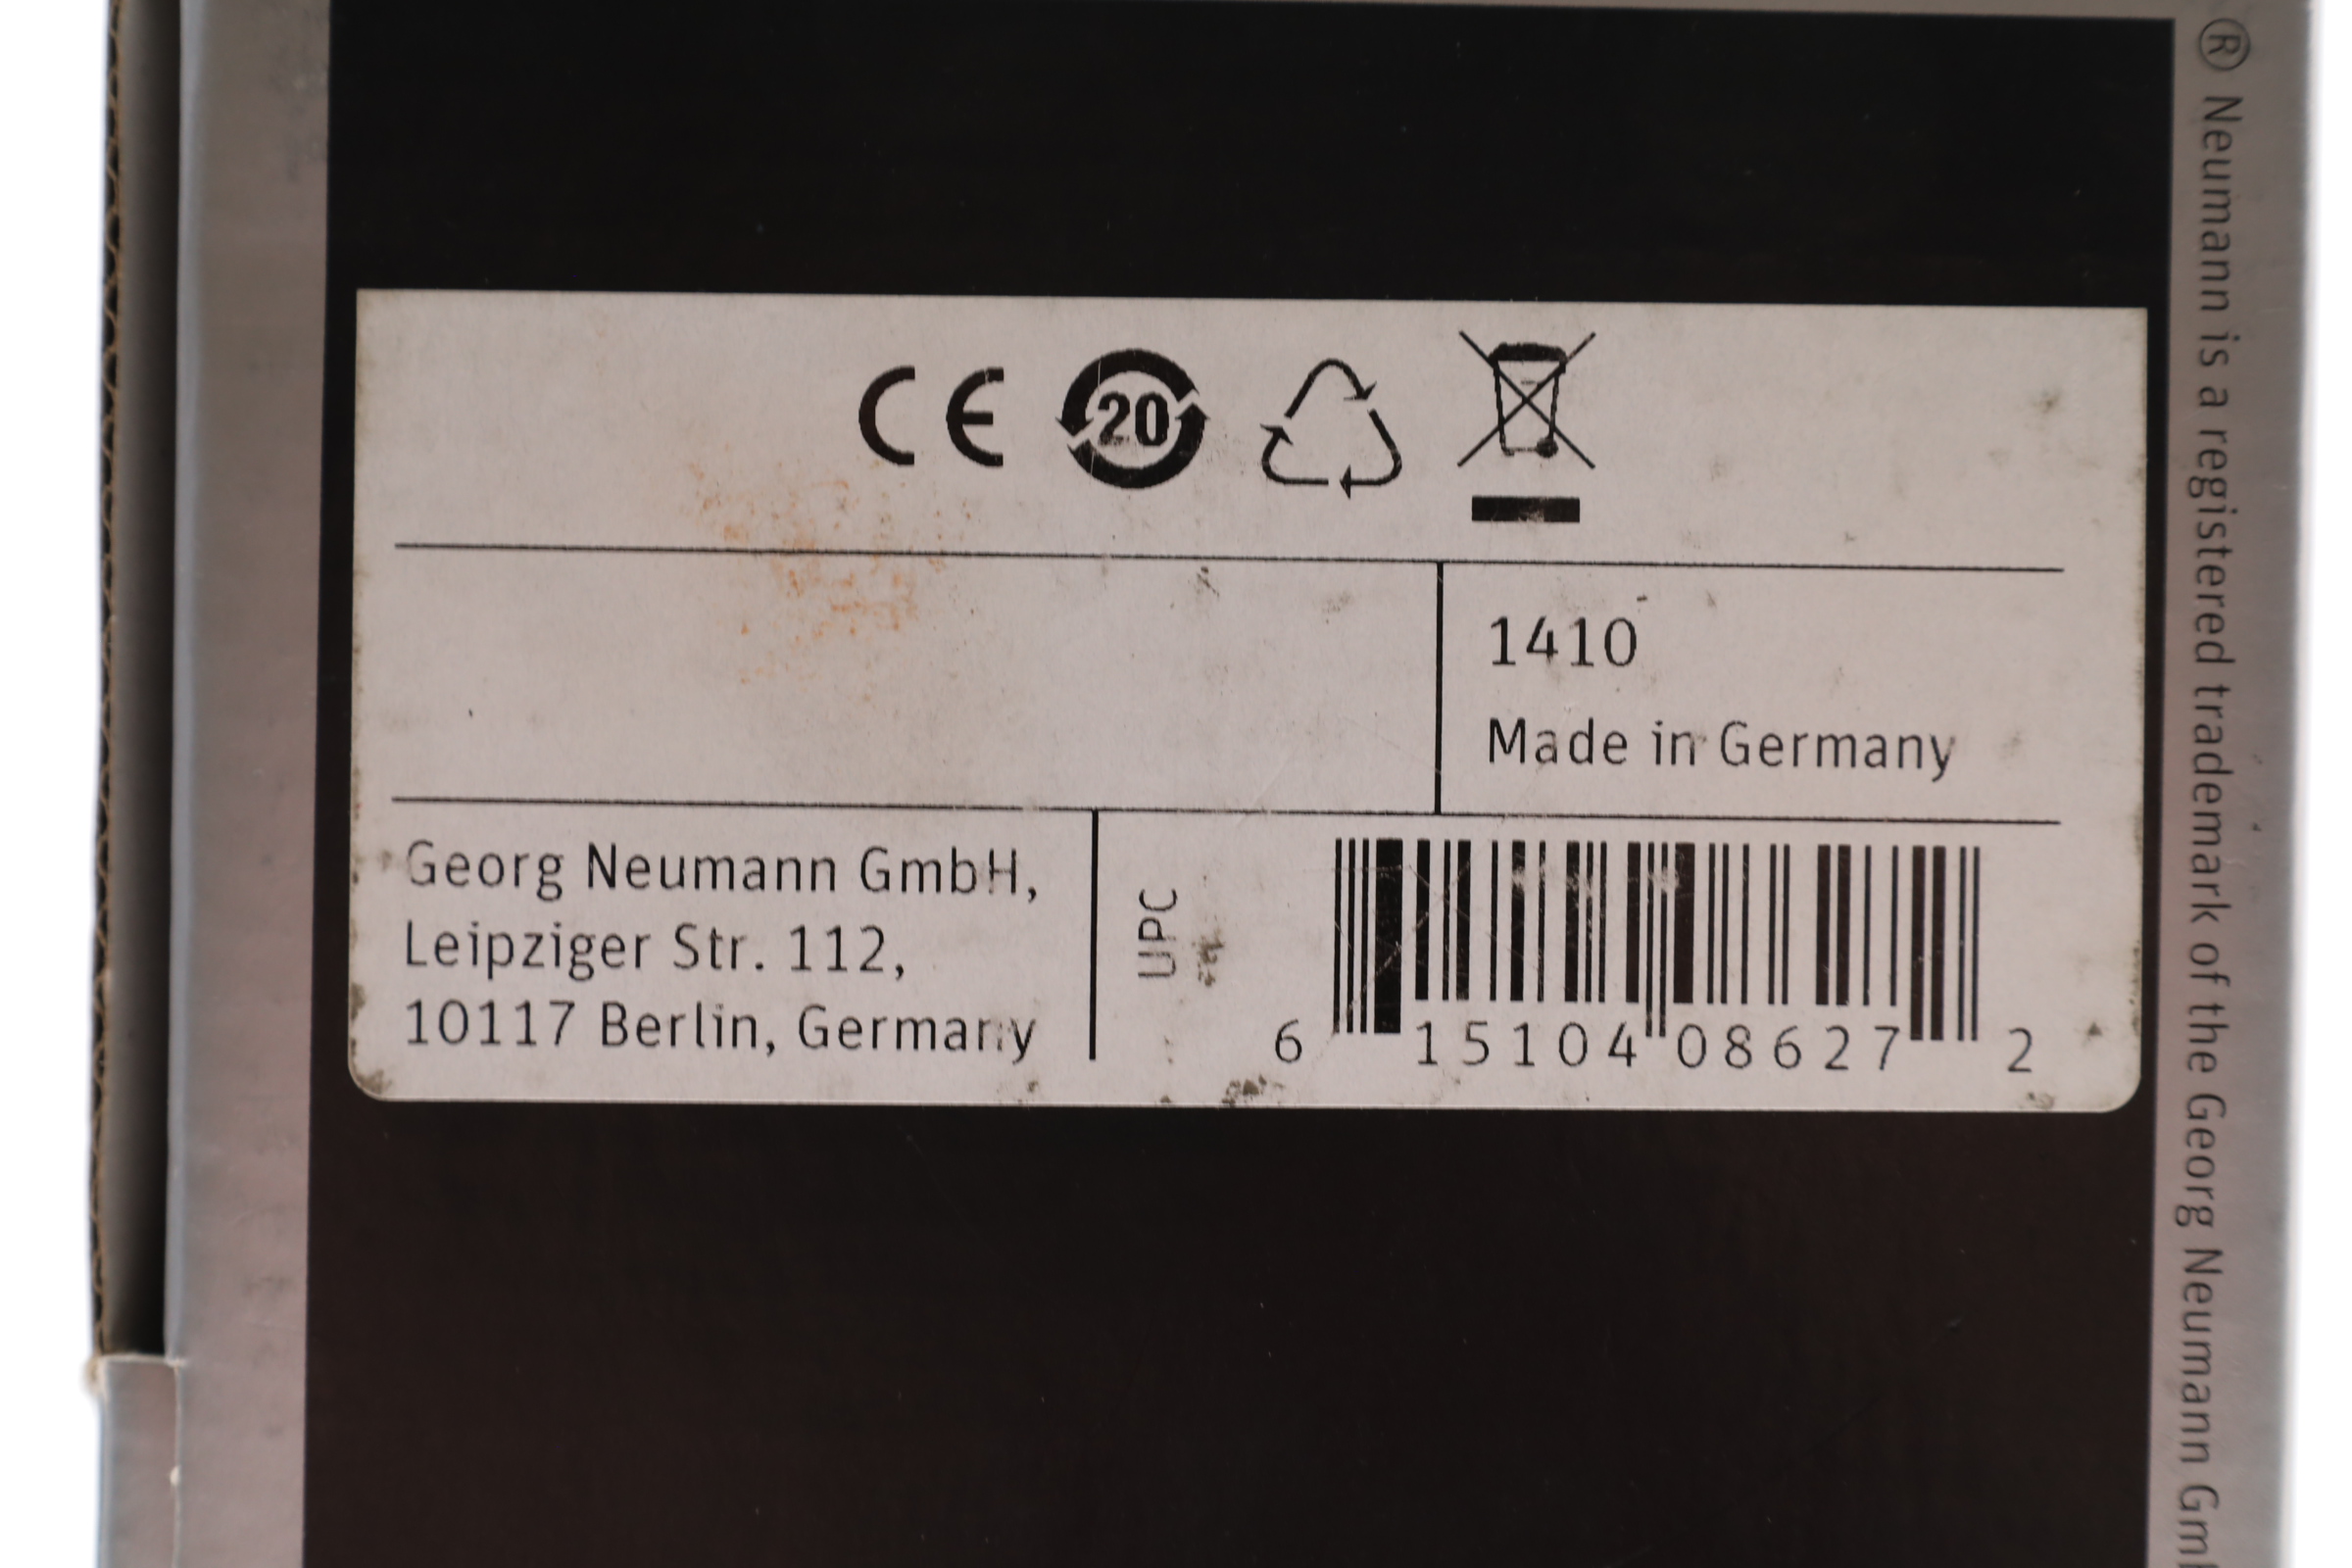 CE
20
1410
Made in Germany
Georg Neumann GmbH,
Leipziger Str. 112,
10117 Berlin, Germany
UPC
6 15104 08627 2
® Neumann is a registered trademark of the Georg Neumann Gm